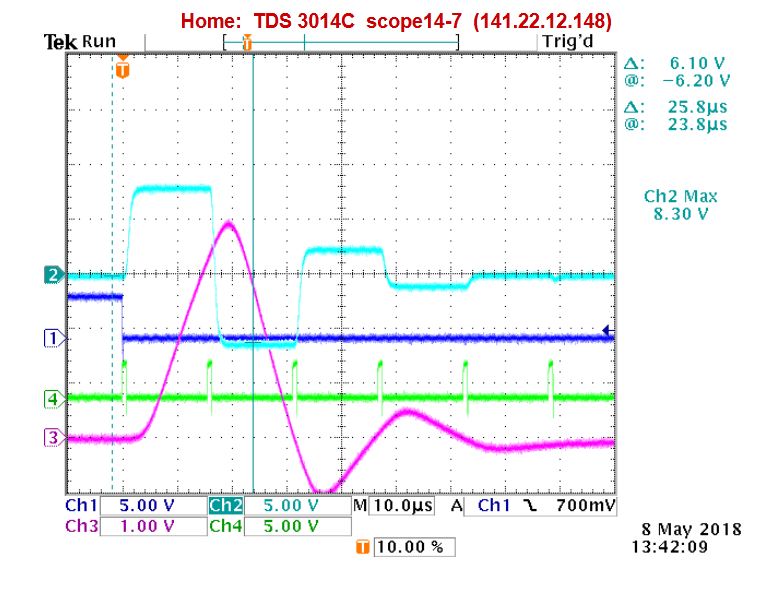 Home: TDS 3014C scope14-7 (141.22.12.148)
Tek Run Trig'd
T
T
Δ: 6.10 V
@: −6.20 V
Δ: 25.8µs
@: 23.8µs
Ch2 Max
8.30 V
2
1
4
3
Ch1 5.00 V Ch2 5.00 V M 10.0µs A Ch1 700mV
Ch3 1.00 V Ch4 5.00 V
T 10.00 %
8 May 2018
13:42:09